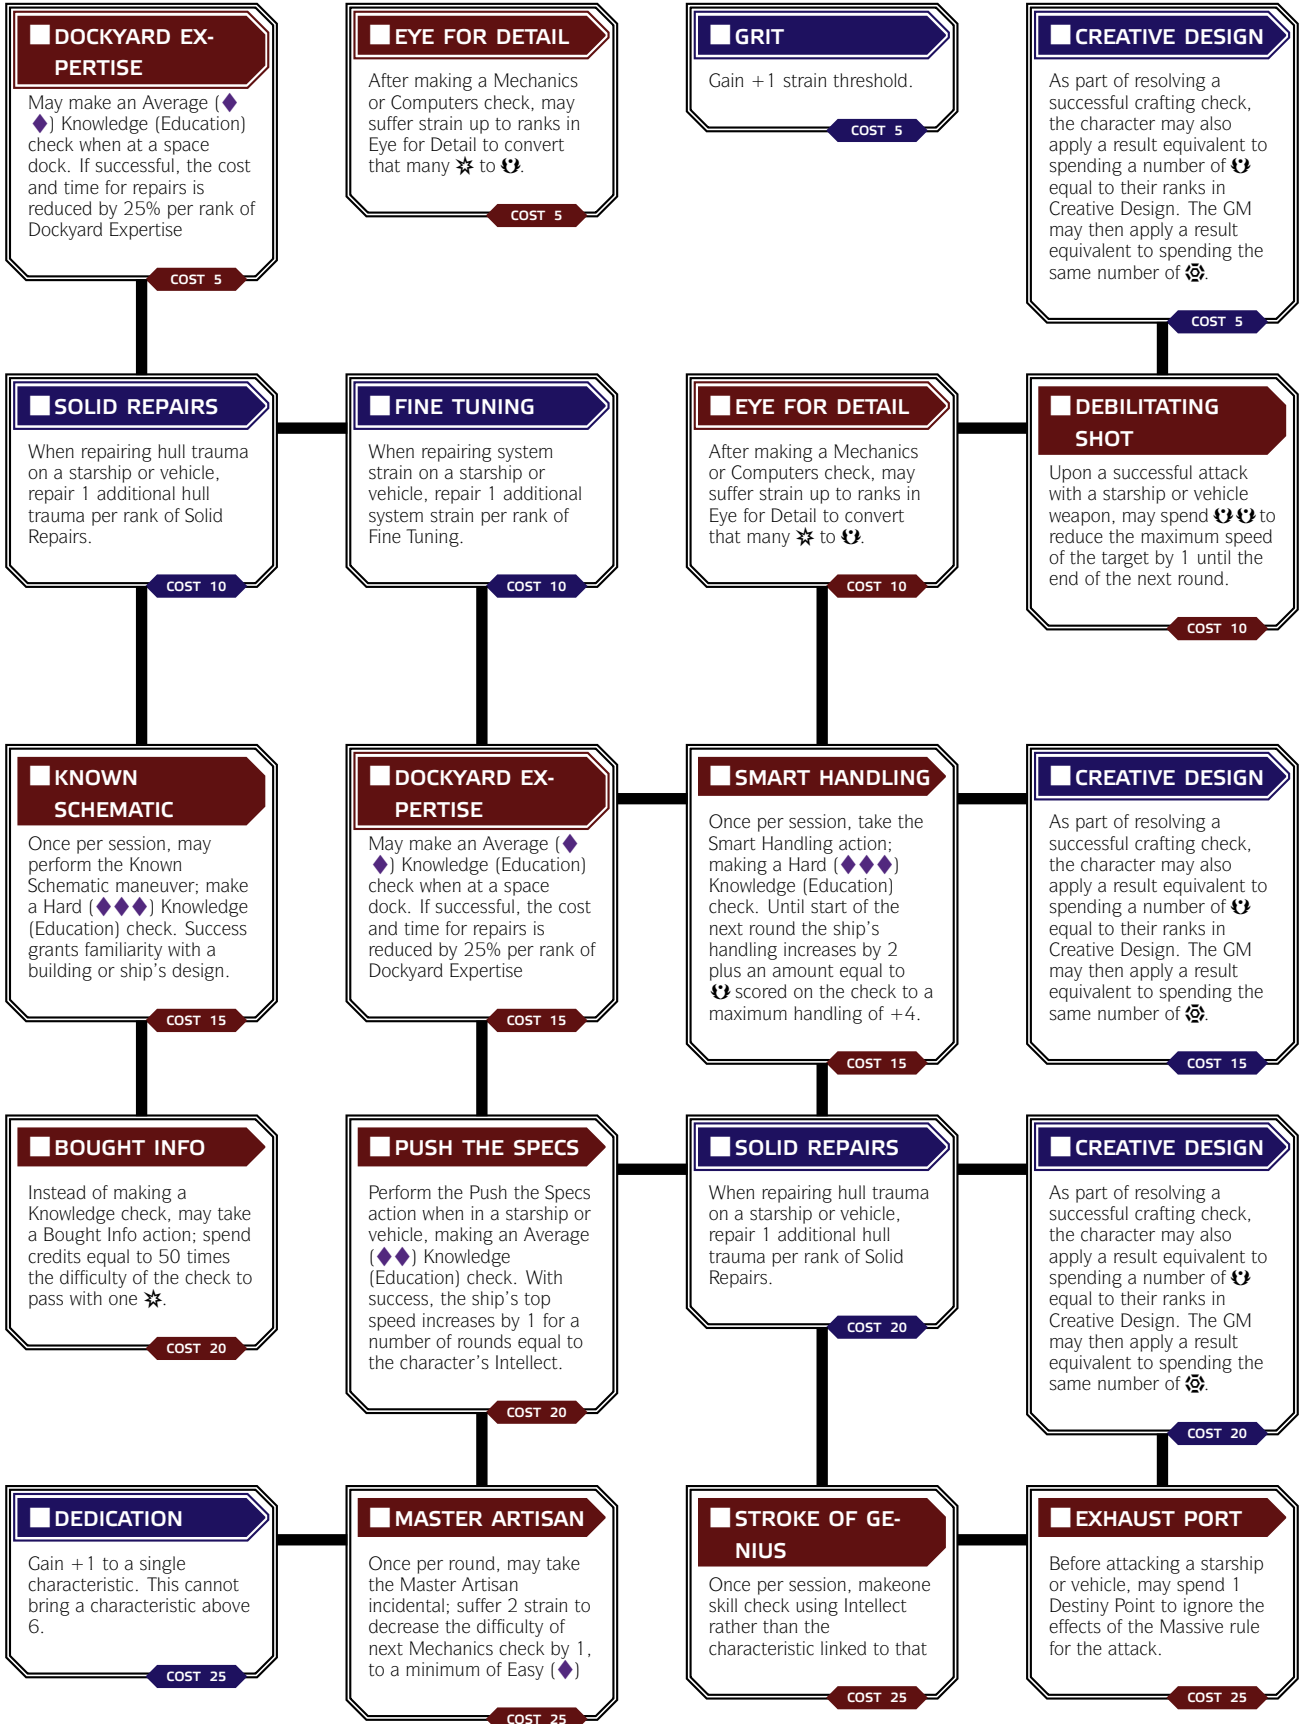 DOCKYARD EX-
PERTISE
May make an Average (♦
♦) Knowledge (Education)
check when at a space
dock. If successful, the cost
and time for repairs is
reduced by 25% per rank of
Dockyard Expertise
COST 5
EYE FOR DETAIL
After making a Mechanics
or Computers check, may
suffer strain up to ranks in
Eye for Detail to convert
that many to .
COST 5
GRIT
Gain +1 strain threshold.
COST 5
CREATIVE DESIGN
As part of resolving a
successful crafting check,
the character may also
apply a result equivalent to
spending a number of
equal to their ranks in
Creative Design. The GM
may then apply a result
equivalent to spending the
same number of .
COST 5
SOLID REPAIRS
When repairing hull trauma
on a starship or vehicle,
repair 1 additional hull
trauma per rank of Solid
Repairs.
COST 10
FINE TUNING
When repairing system
strain on a starship or
vehicle, repair 1 additional
system strain per rank of
Fine Tuning.
COST 10
EYE FOR DETAIL
After making a Mechanics
or Computers check, may
suffer strain up to ranks in
Eye for Detail to convert
that many to .
COST 10
DEBILITATING
SHOT
Upon a successful attack
with a starship or vehicle
weapon, may spend to
reduce the maximum speed
of the target by 1 until the
end of the next round.
COST 10
KNOWN
SCHEMATIC
Once per session, may
perform the Known
Schematic maneuver; make
a Hard (♦♦♦) Knowledge
(Education) check. Success
grants familiarity with a
building or ship's design.
COST 15
DOCKYARD EX-
PERTISE
May make an Average (♦
♦) Knowledge (Education)
check when at a space
dock. If successful, the cost
and time for repairs is
reduced by 25% per rank of
Dockyard Expertise
COST 15
SMART HANDLING
Once per session, take the
Smart Handling action;
making a Hard (♦♦♦)
Knowledge (Education)
check. Until start of the
next round the ship's
handling increases by 2
plus an amount equal to
scored on the check to a
maximum handling of +4.
COST 15
CREATIVE DESIGN
As part of resolving a
successful crafting check,
the character may also
apply a result equivalent to
spending a number of
equal to their ranks in
Creative Design. The GM
may then apply a result
equivalent to spending the
same number of .
COST 15
BOUGHT INFO
Instead of making a
Knowledge check, may take
a Bought Info action; spend
credits equal to 50 times
the difficulty of the check to
pass with one .
COST 20
PUSH THE SPECS
Perform the Push the Specs
action when in a starship or
vehicle, making an Average
(♦♦) Knowledge
(Education) check. With
success, the ship's top
speed increases by 1 for a
number of rounds equal to
the character's Intellect.
COST 20
SOLID REPAIRS
When repairing hull trauma
on a starship or vehicle,
repair 1 additional hull
trauma per rank of Solid
Repairs.
COST 20
CREATIVE DESIGN
As part of resolving a
successful crafting check,
the character may also
apply a result equivalent to
spending a number of
equal to their ranks in
Creative Design. The GM
may then apply a result
equivalent to spending the
same number of .
COST 20
DEDICATION
Gain +1 to a single
characteristic. This cannot
bring a characteristic above
6.
COST 25
MASTER ARTISAN
Once per round, may take
the Master Artisan
incidental; suffer 2 strain to
decrease the difficulty of
next Mechanics check by 1,
to a minimum of Easy (♦)
COST 25
STROKE OF GE-
NIUS
Once per session, makeone
skill check using Intellect
rather than the
characteristic linked to that
COST 25
EXHAUST PORT
Before attacking a starship
or vehicle, may spend 1
Destiny Point to ignore the
effects of the Massive rule
for the attack.
COST 25